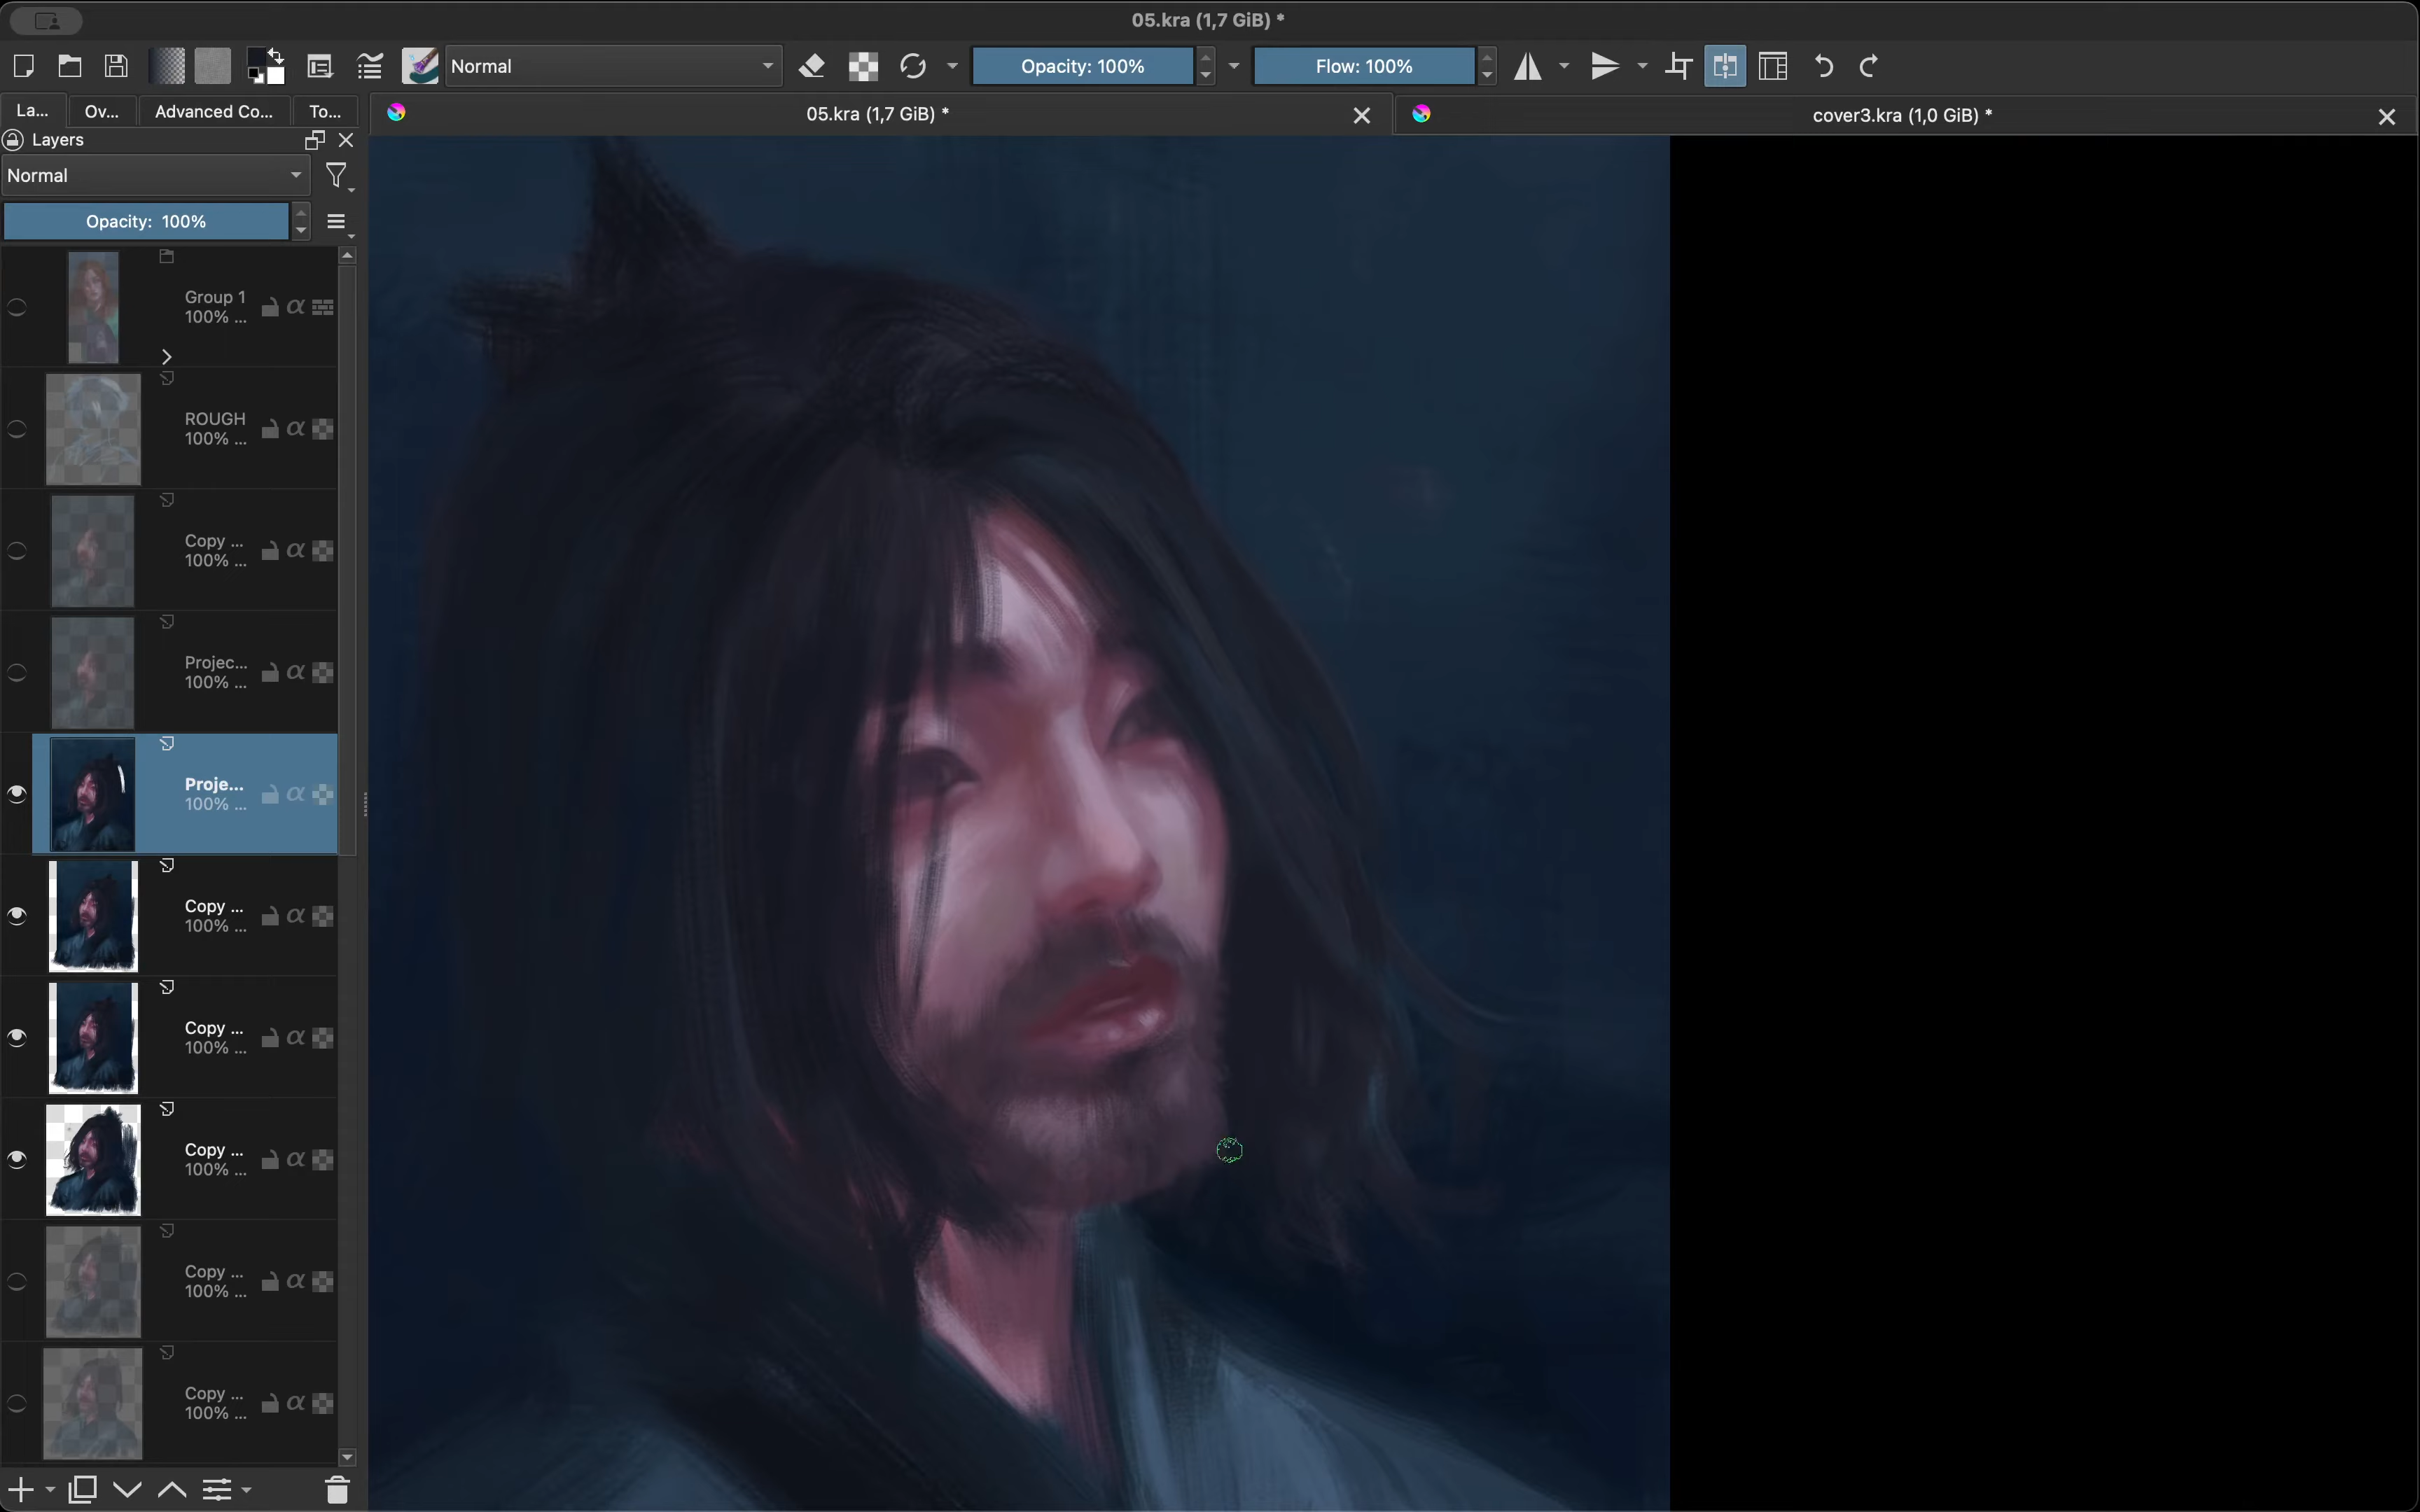 05.kra (1,7 GiB) *
Normal
Opacity: 100%
Flow: 100%
La...
Ov...
Advanced Co...
To...
05.kra (1,7 GiB) *
cover3.kra (1,0 GiB) *
Layers
Normal
Opacity: 100%
Group 1
100% ...
ROUGH
100% ...
Copy ...
100% ...
Projec...
100% ...
Proje...
100% ...
Copy ...
100% ...
Copy ...
100% ...
Copy ...
100% ...
Copy ...
100% ...
Copy ...
100% ...